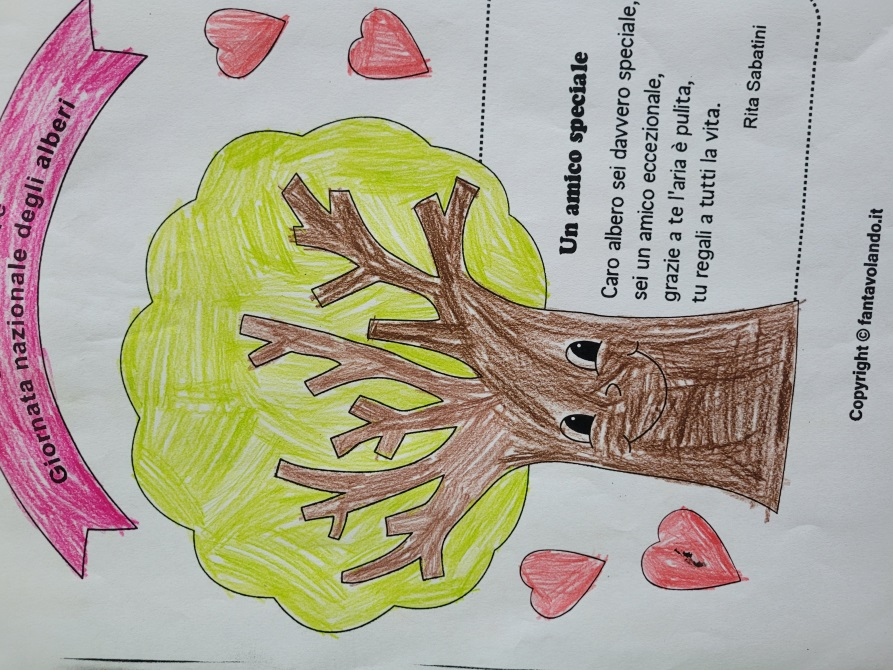 Giornata nazionale degli alberi
Un amico speciale
Caro albero sei davvero speciale,
sei un amico eccezionale,
grazie a te l'aria è pulita,
tu regali a tutti la vita.
Rita Sabatini
Copyright © fantavolando.it